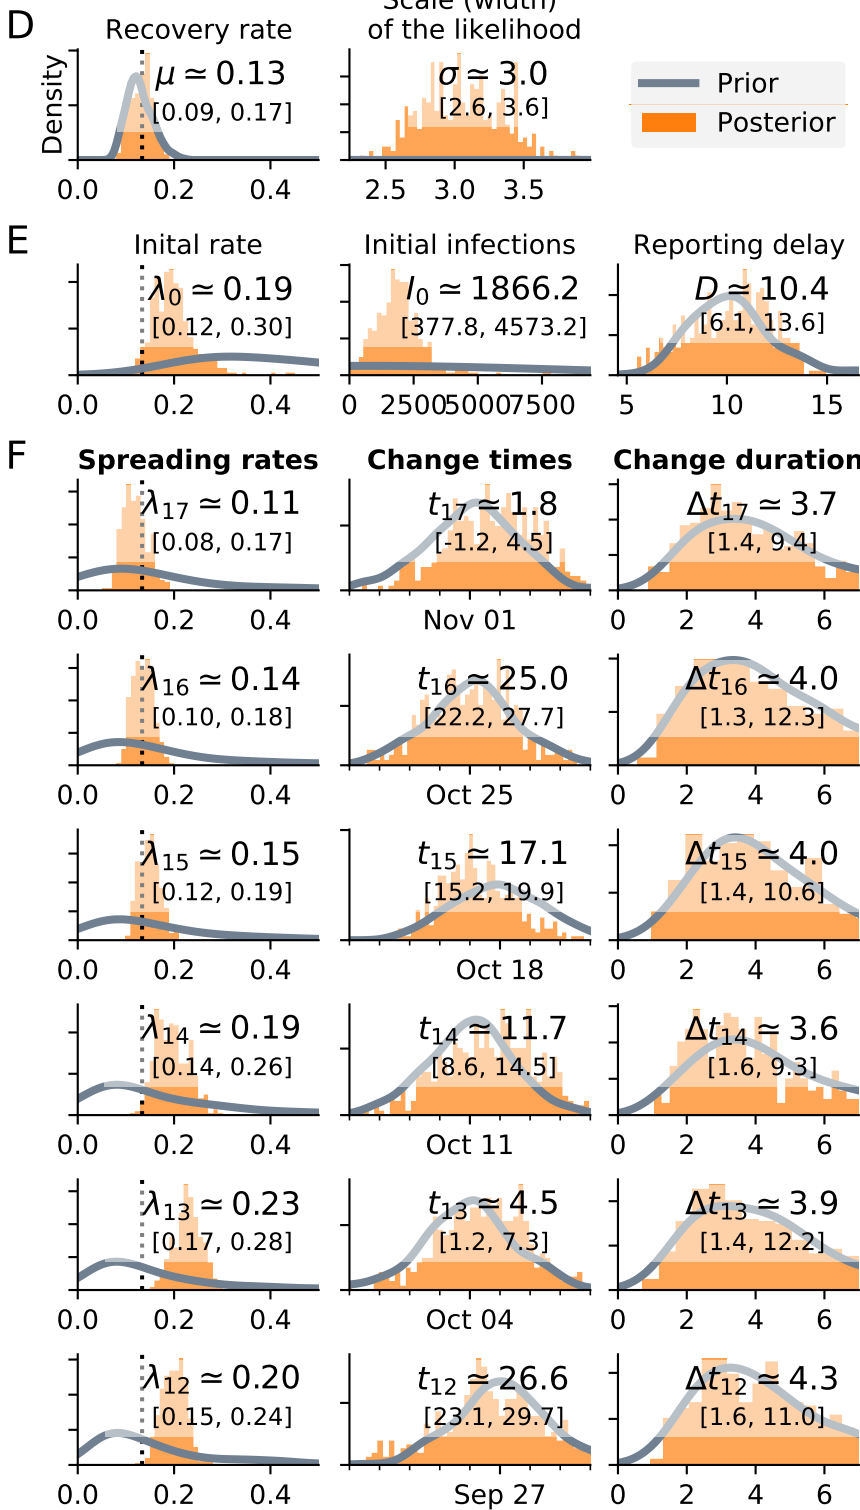 D
Recovery rate
Scale (width)
of the likelihood
Density
μ ≃ 0.13
[0.09, 0.17]
σ ≃ 3.0
[2.6, 3.6]
Prior
Posterior
0.0 0.2 0.4
2.5 3.0 3.5
E
Inital rate
Initial infections
Reporting delay
λ0 ≃ 0.19
[0.12, 0.30]
I0 ≃ 1866.2
[377.8, 4573.2]
D ≃ 10.4
[6.1, 13.6]
0.0 0.2 0.4
0 2500 5000 7500
5 10 15
F
Spreading rates
Change times
Change duration
λ17 ≃ 0.11
[0.08, 0.17]
t17 ≃ 1.8
[-1.2, 4.5]
Δt17 ≃ 3.7
[1.4, 9.4]
0.0 0.2 0.4
Nov 01
0 2 4 6
λ16 ≃ 0.14
[0.10, 0.18]
t16 ≃ 25.0
[22.2, 27.7]
Δt16 ≃ 4.0
[1.3, 12.3]
0.0 0.2 0.4
Oct 25
0 2 4 6
λ15 ≃ 0.15
[0.12, 0.19]
t15 ≃ 17.1
[15.2, 19.9]
Δt15 ≃ 4.0
[1.4, 10.6]
0.0 0.2 0.4
Oct 18
0 2 4 6
λ14 ≃ 0.19
[0.14, 0.26]
t14 ≃ 11.7
[8.6, 14.5]
Δt14 ≃ 3.6
[1.6, 9.3]
0.0 0.2 0.4
Oct 11
0 2 4 6
λ13 ≃ 0.23
[0.17, 0.28]
t13 ≃ 4.5
[1.2, 7.3]
Δt13 ≃ 3.9
[1.4, 12.2]
0.0 0.2 0.4
Oct 04
0 2 4 6
λ12 ≃ 0.20
[0.15, 0.24]
t12 ≃ 26.6
[23.1, 29.7]
Δt12 ≃ 4.3
[1.6, 11.0]
0.0 0.2 0.4
Sep 27
0 2 4 6